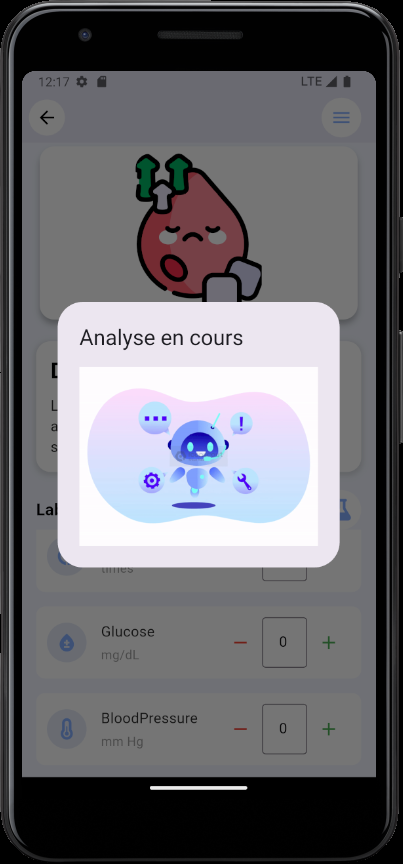 12:17
LTE
Analyse en cours
D
L
a
s
Lal
times
Glucose
mg/dL
0
BloodPressure
mm Hg
0